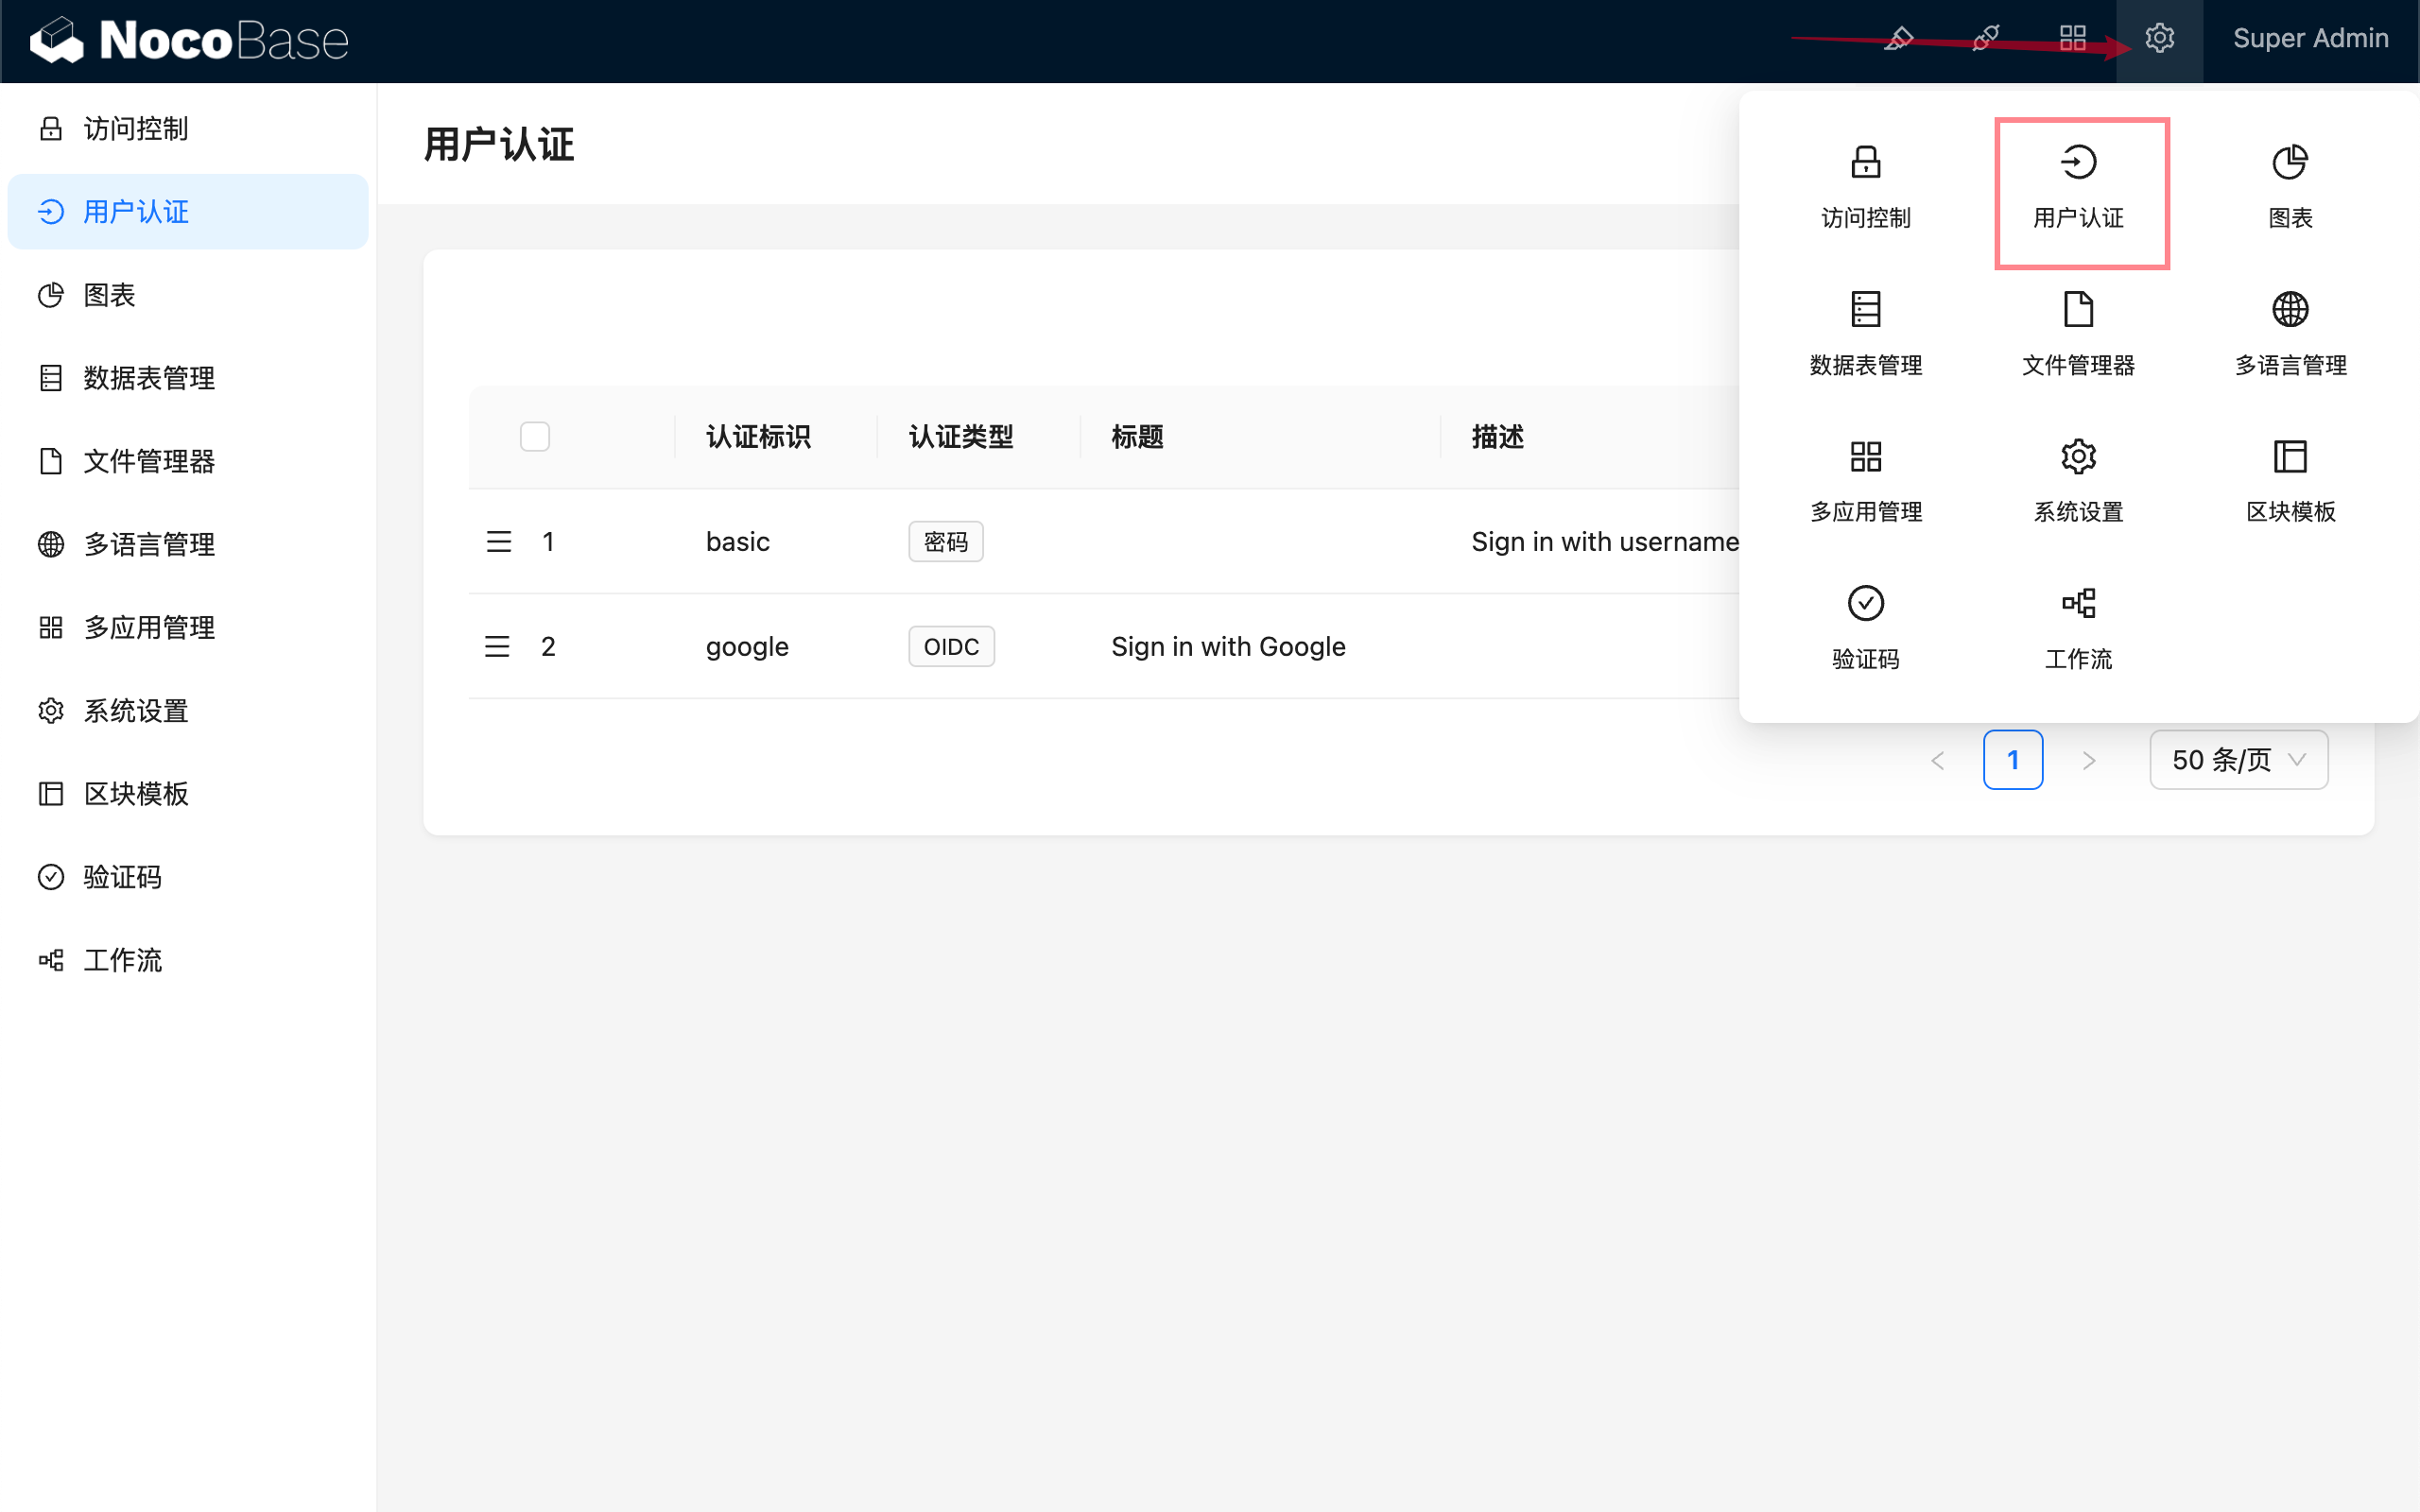 NocoBase
Super Admin
访问控制
用户认证
图表
数据表管理
文件管理器
多语言管理
多应用管理
系统设置
区块模板
验证码
工作流
用户认证
认证标识 认证类型 标题 描述
1 basic 密码 Sign in with username
2 google OIDC Sign in with Google
1 50 条/页
访问控制 用户认证 图表
数据表管理 文件管理器 多语言管理
多应用管理 系统设置 区块模板
验证码 工作流